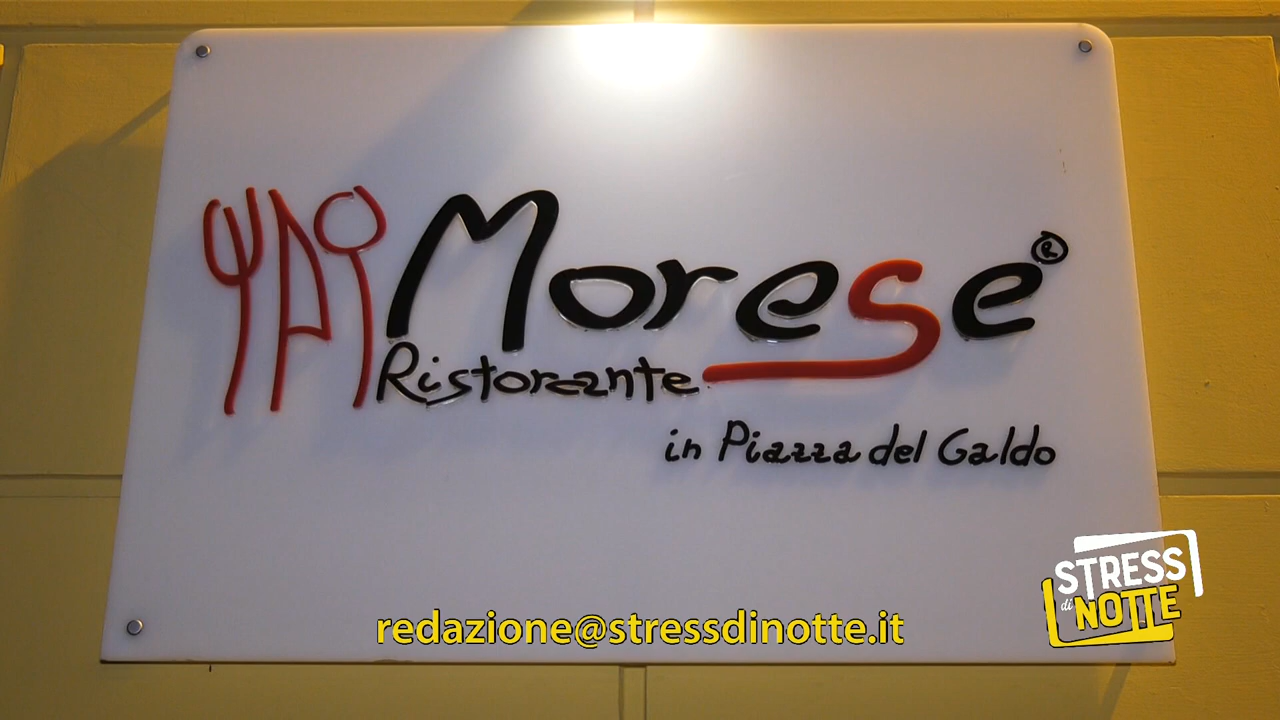 Morese®
Ristorante
in Piazza del Galdo
redazione@stressdinotte.it
STRESS
di NOTTE